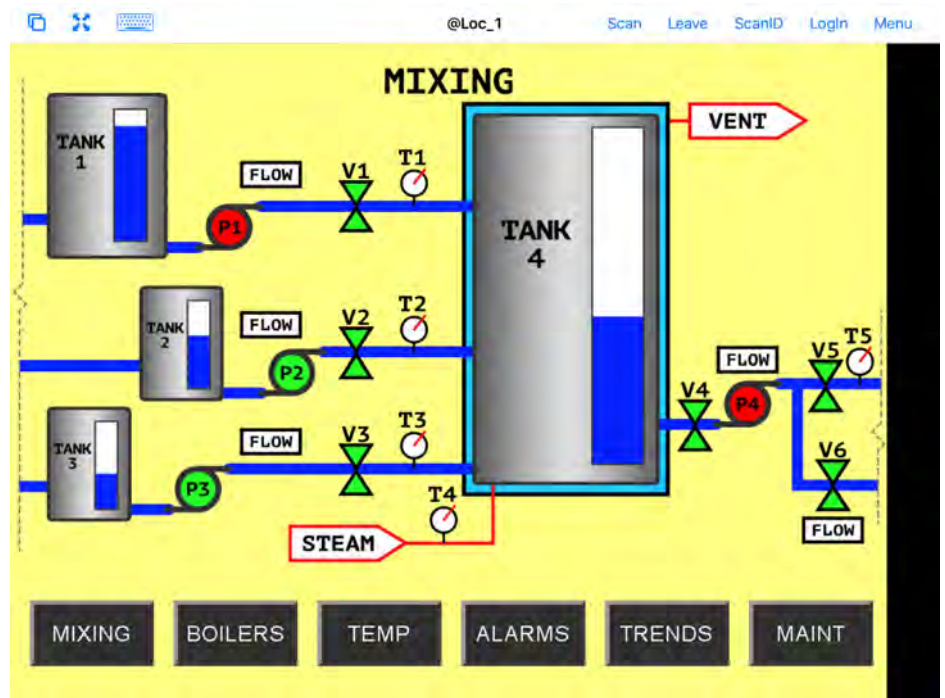 @Loc_1 Scan Leave ScanID LogIn Menu
MIXING
TANK
1
FLOW
V1
T1
P1
VENT
TANK
4
TANK
2
FLOW
V2
T2
P2
TANK
3
FLOW
V3
T3
P3
T4
STEAM
V4
FLOW
P4
V5
T5
V6
FLOW
MIXING BOILERS TEMP ALARMS TRENDS MAINT